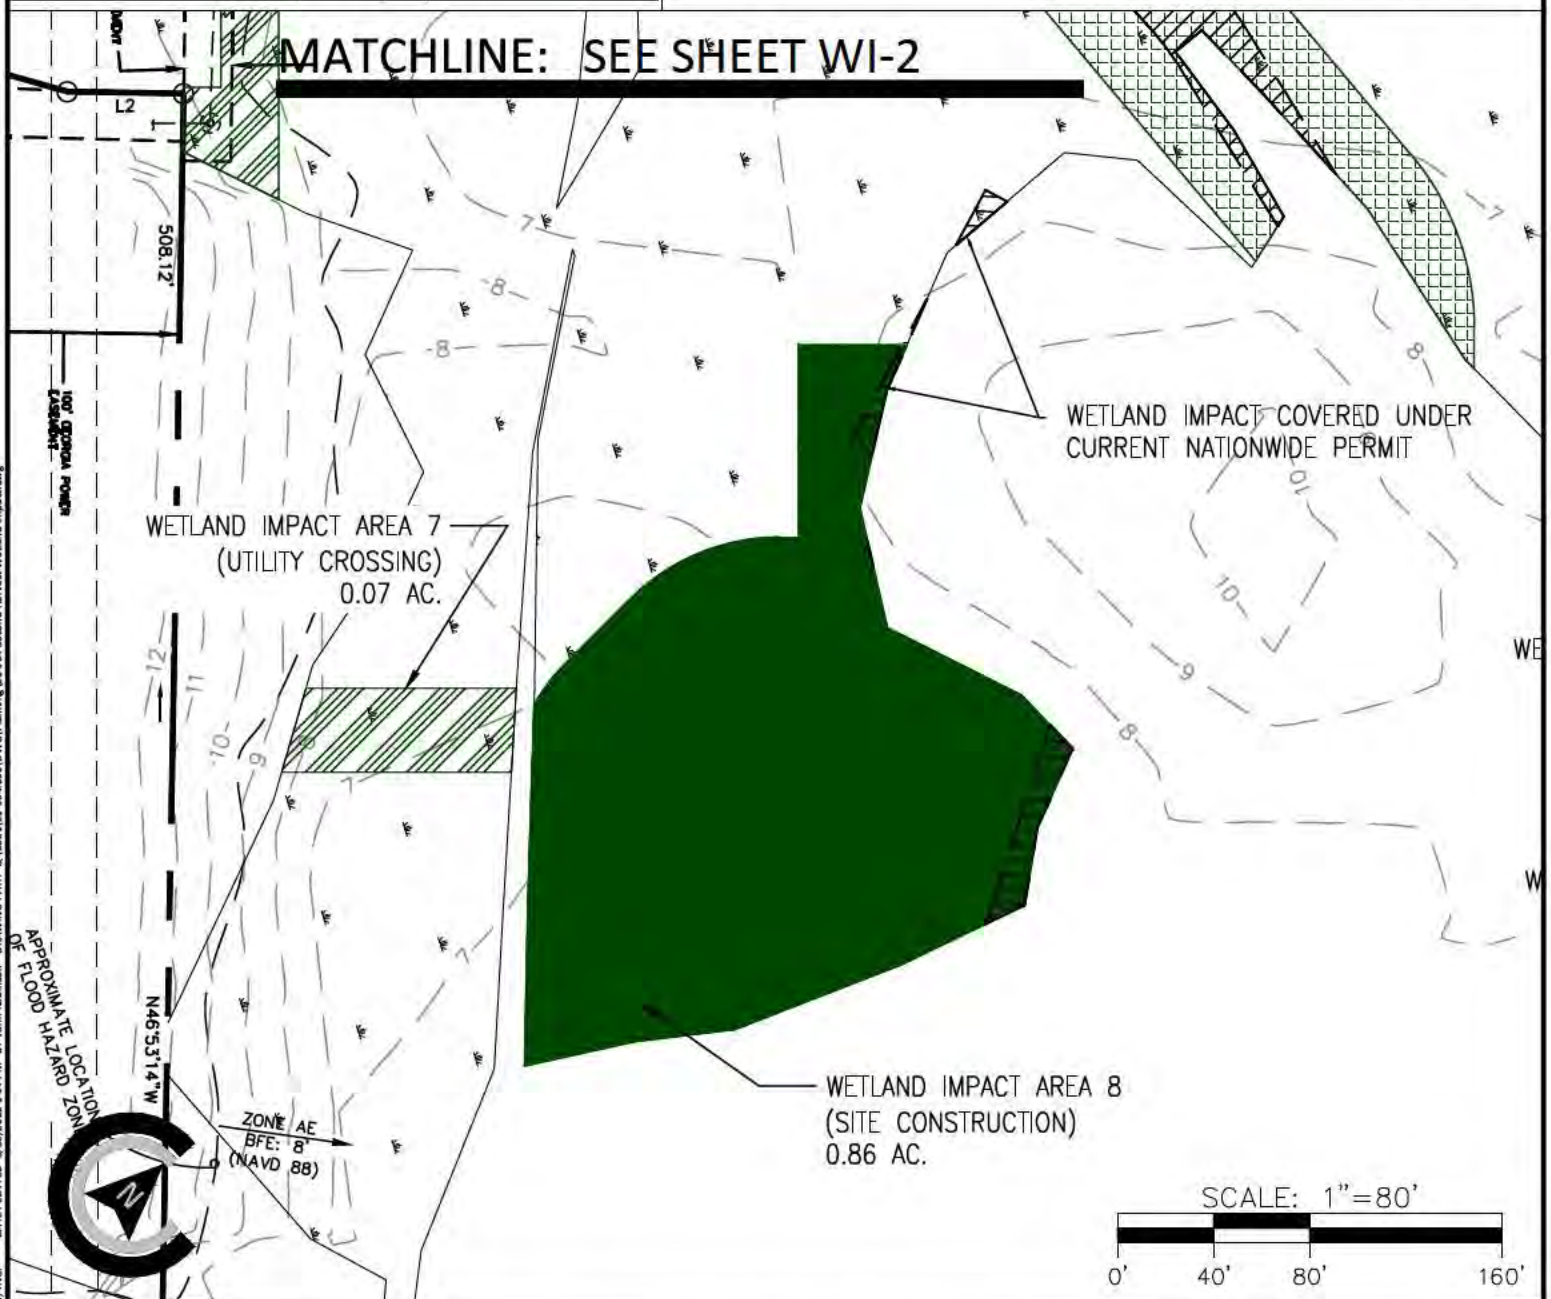 MATCHLINE: SEE SHEET WI-2
L2
508.12'
100' GEORGIA POWER
EASEMENT
7
7
8
8
8
WETLAND IMPACT COVERED UNDER
CURRENT NATIONWIDE PERMIT
10
10
WETLAND IMPACT AREA 7
(UTILITY CROSSING)
0.07 AC.
WE
12
11
10
9
8
9
8
7
7
W
APPROXIMATE LOCATION
OF FLOOD HAZARD ZONE
N46°53'14"W
WETLAND IMPACT AREA 8
(SITE CONSTRUCTION)
0.86 AC.
ZONE AE
BFE: 8'
(NAVD 88)
N
SCALE: 1"=80'
0' 40' 80' 160'